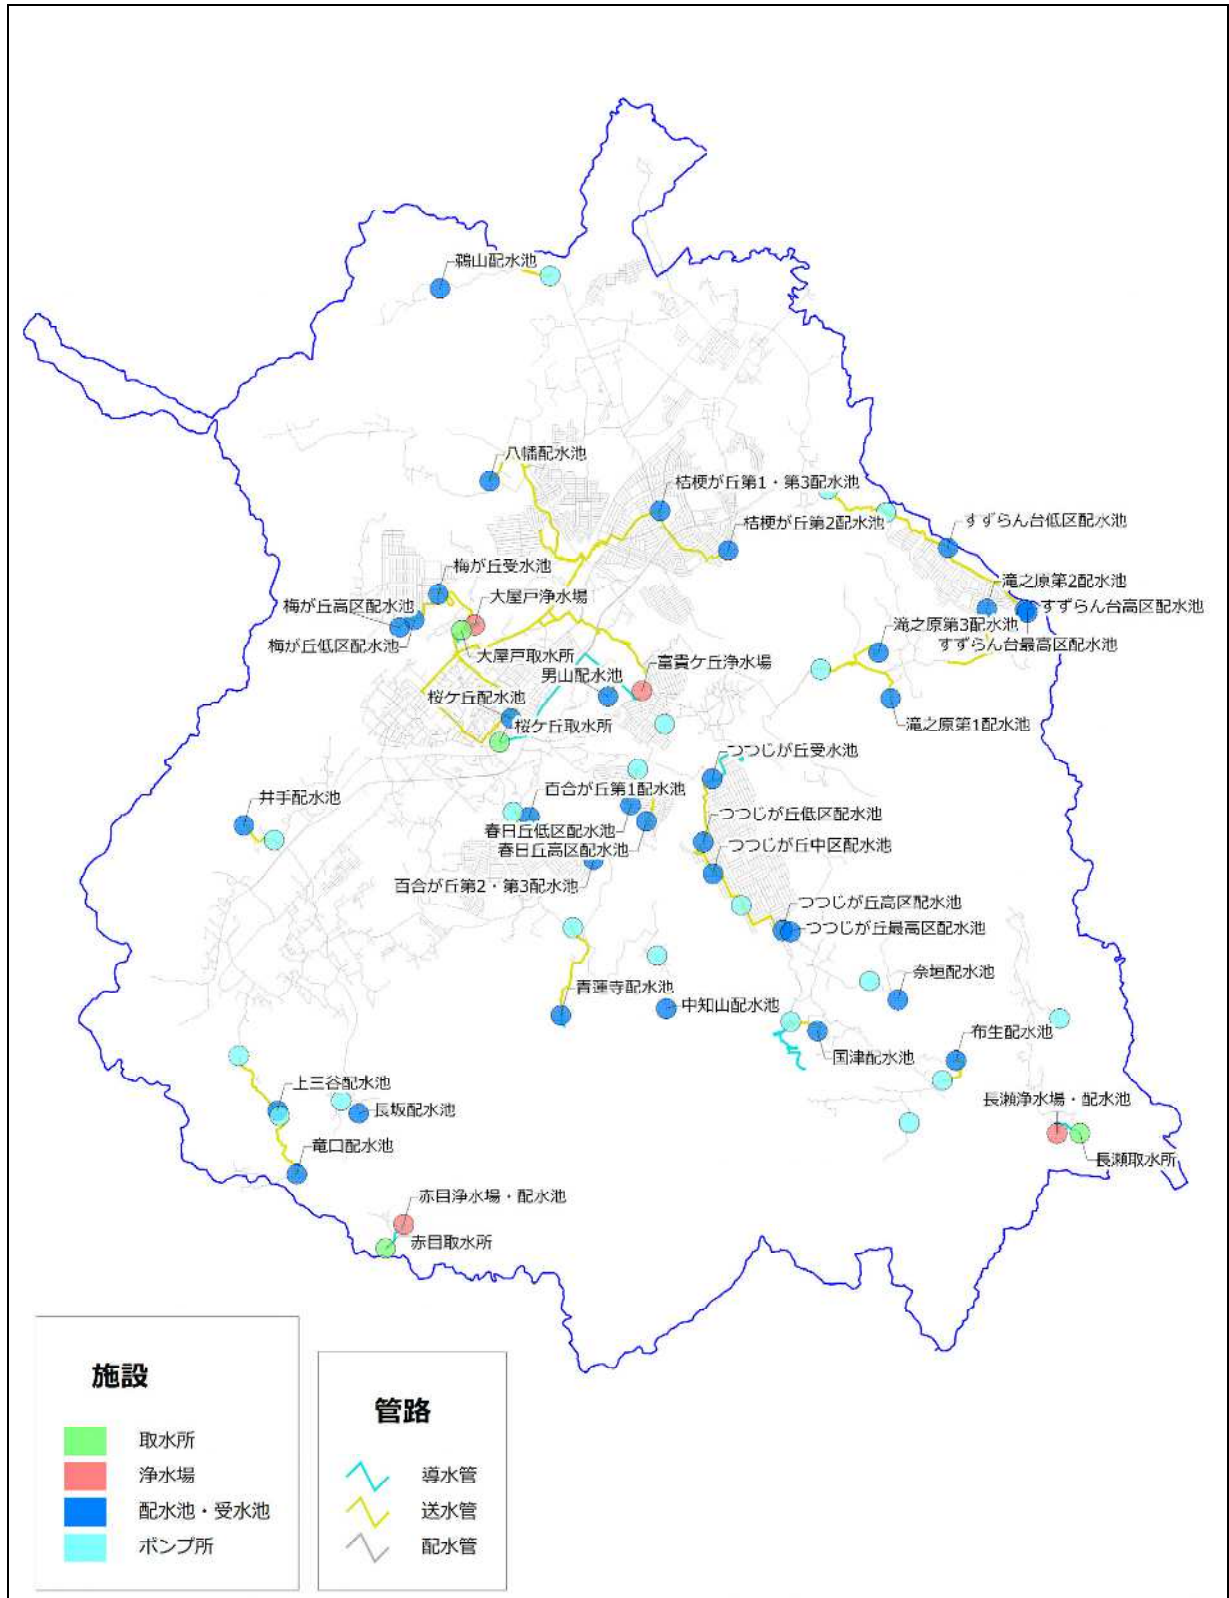 鵜山配水池
八幡配水池
桔梗が丘第1・第3配水池
桔梗が丘第2配水池
すずらん台低区配水池
梅が丘受水池
滝之原第2配水池
大屋戸浄水場
梅が丘高区配水池
すずらん台高区配水池
滝之原第3配水池
梅が丘低区配水池
すずらん台最高区配水池
大屋戸取水所
富貴ケ丘浄水場
男山配水池
桜ケ丘配水池
桜ケ丘取水所
滝之原第1配水池
つつじが丘受水池
百合が丘第1配水池
井手配水池
つつじが丘低区配水池
春日丘低区配水池
つつじが丘中区配水池
春日丘高区配水池
百合が丘第2・第3配水池
つつじが丘高区配水池
つつじが丘最高区配水池
奈垣配水池
青蓮寺配水池
中知山配水池
布生配水池
国津配水池
上三谷配水池
長坂配水池
長瀬浄水場・配水池
竜口配水池
長瀬取水所
赤目浄水場・配水池
赤目取水所
施設
取水所
浄水場
配水池・受水池
ポンプ所
管路
導水管
送水管
配水管